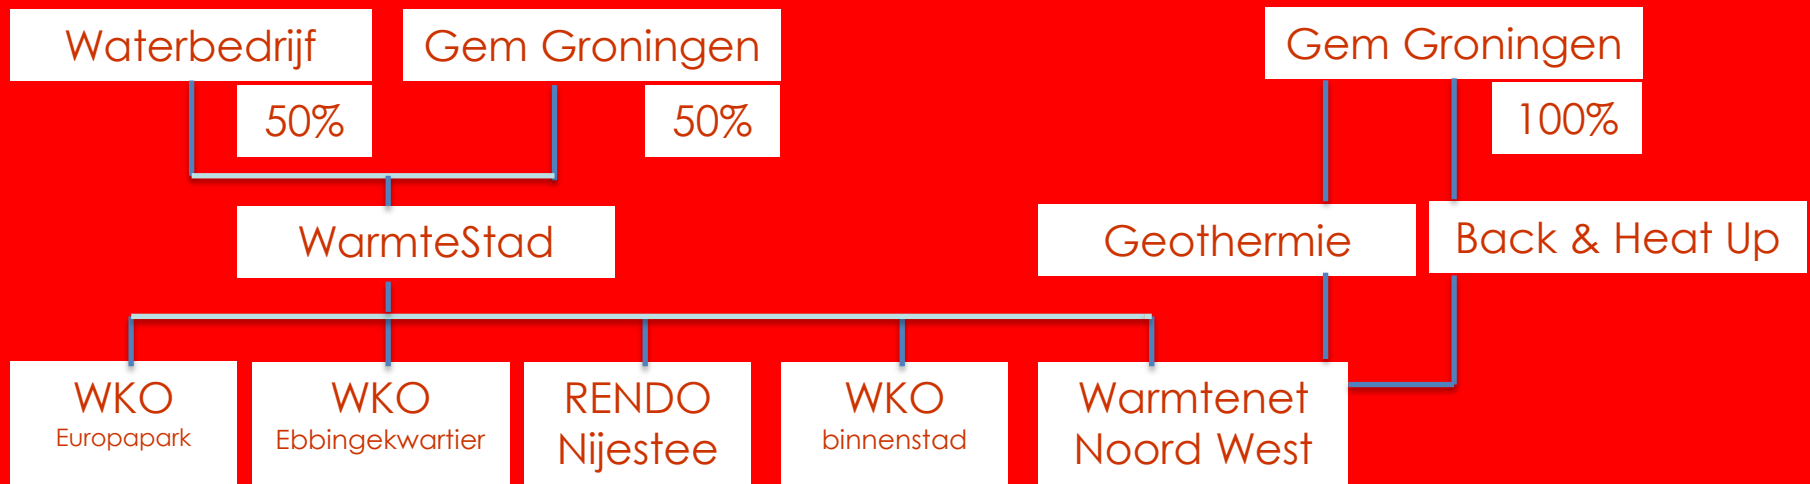 Waterbedrijf
Gem Groningen
Gem Groningen
50%
50%
100%
WarmteStad
Geothermie
Back & Heat Up
WKO
Europapark
WKO
Ebbingekwartier
RENDO
Nijestee
WKO
binnenstad
Warmtenet
Noord West